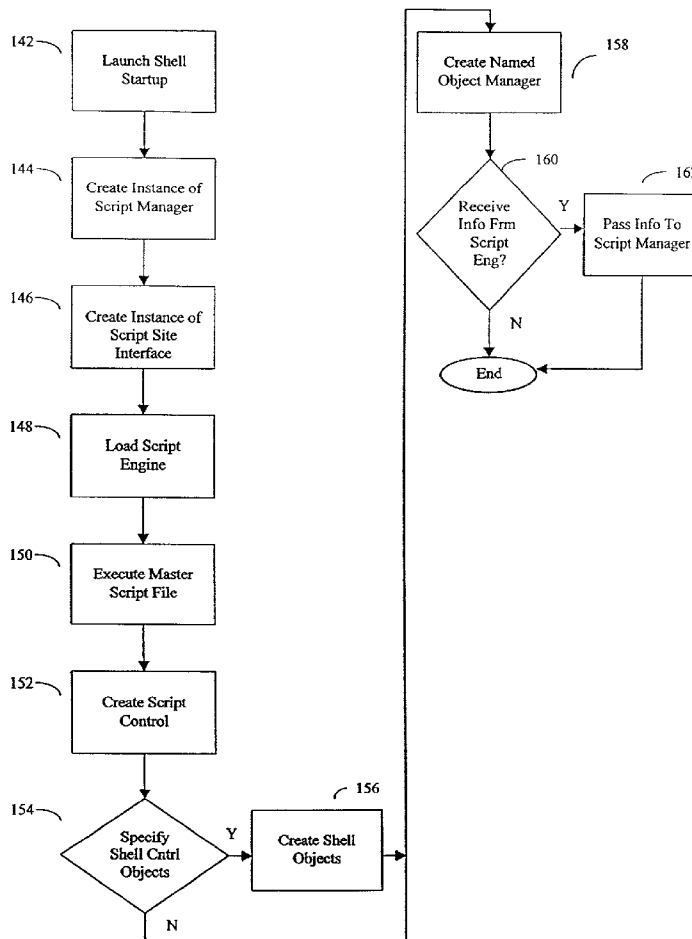 142
Launch Shell
Startup
144
Create Instance of
Script Manager
146
Create Instance of
Script Site
Interface
148
Load Script
Engine
150
Execute Master
Script File
152
Create Script
Control
154
Specify
Shell Cntrl
Objects
Y
N
156
Create Shell
Objects
158
Create Named
Object Manager
160
Receive
Info Frm
Script
Eng?
Y
N
Pass Info To
Script Manager
End